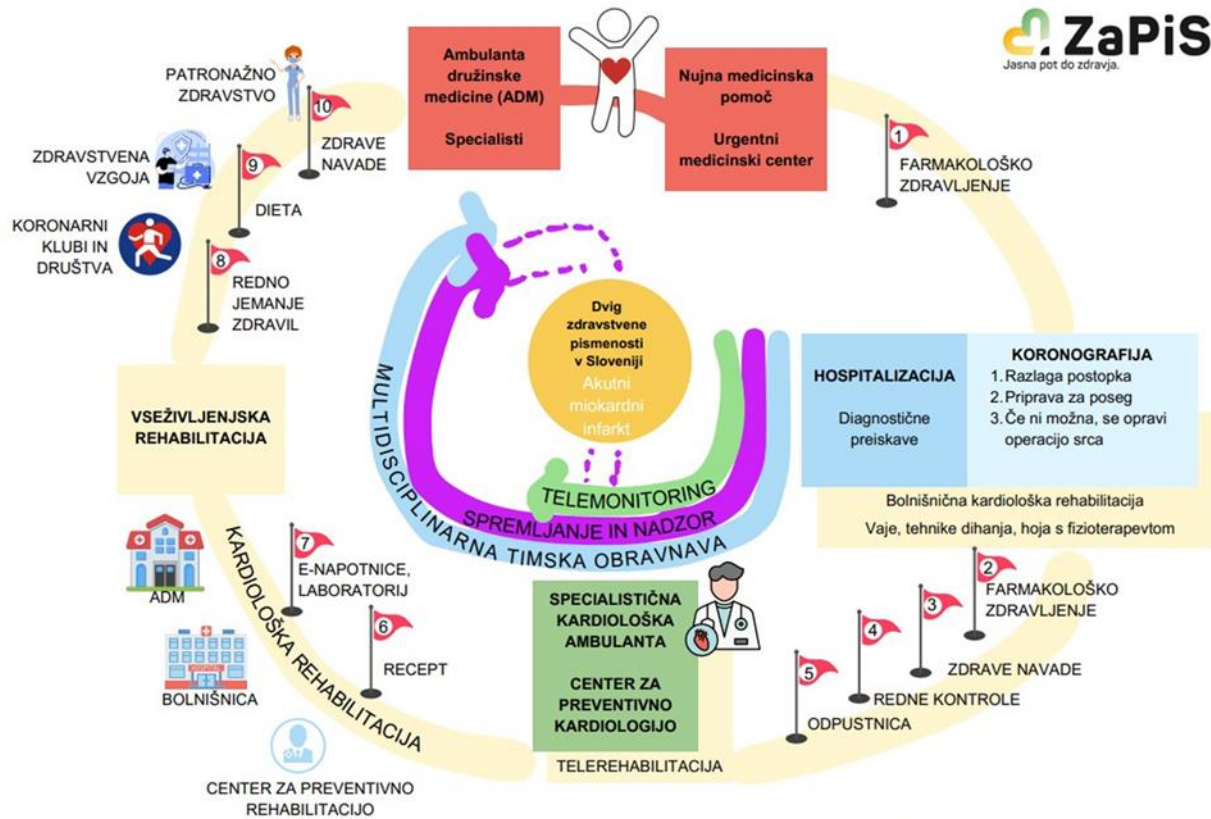 ZaPiS
Jasna pot do zdravja.
Ambulanta
družinske
medicine (ADM)
Specialisti
Nujna medicinska
pomoč
Urgentni
medicinski center
1
FARMAKOLOŠKO
ZDRAVLJENJE
PATRONAŽNO
ZDRAVSTVO
10
ZDRAVE
NAVADE
ZDRAVSTVENA
VZGOJA
9
DIETA
KORONARNI
KLUBI IN
DRUŠTVA
8
REDNO
JEMANJE
ZDRAVIL
Dvig
zdravstvene
pismenosti
v Sloveniji
Akutni
miokardni
infarkt
HOSPITALIZACIJA
Diagnostične
preiskave
KORONOGRAFIJA
1. Razlaga postopka
2. Priprava za poseg
3. Če ni možna, se opravi
operacijo srca
Bolnišnična kardiološka rehabilitacija
Vaje, tehnike dihanja, hoja s fizioterapevtom
VSEŽIVLJENJSKA
REHABILITACIJA
TELEMONITORING
SPREMLJANJE IN NADZOR
MULTIDISCIPLINARNA TIMSKA OBRAVNAVA
2
FARMAKOLOŠKO
ZDRAVLJENJE
3
ZDRAVE NAVADE
4
REDNE KONTROLE
5
ODPUSTNICA
SPECIALISTIČNA
KARDIOLOŠKA
AMBULANTA
CENTER ZA
PREVENTIVNO
KARDIOLOGIJO
TELEREHABILITACIJA
6
RECEPT
7
E-NAPOTNICE,
LABORATORIJ
KARDIOLOŠKA REHABILITACIJA
ADM
HOSPITAL
BOLNIŠNICA
CENTER ZA PREVENTIVNO
REHABILITACIJO